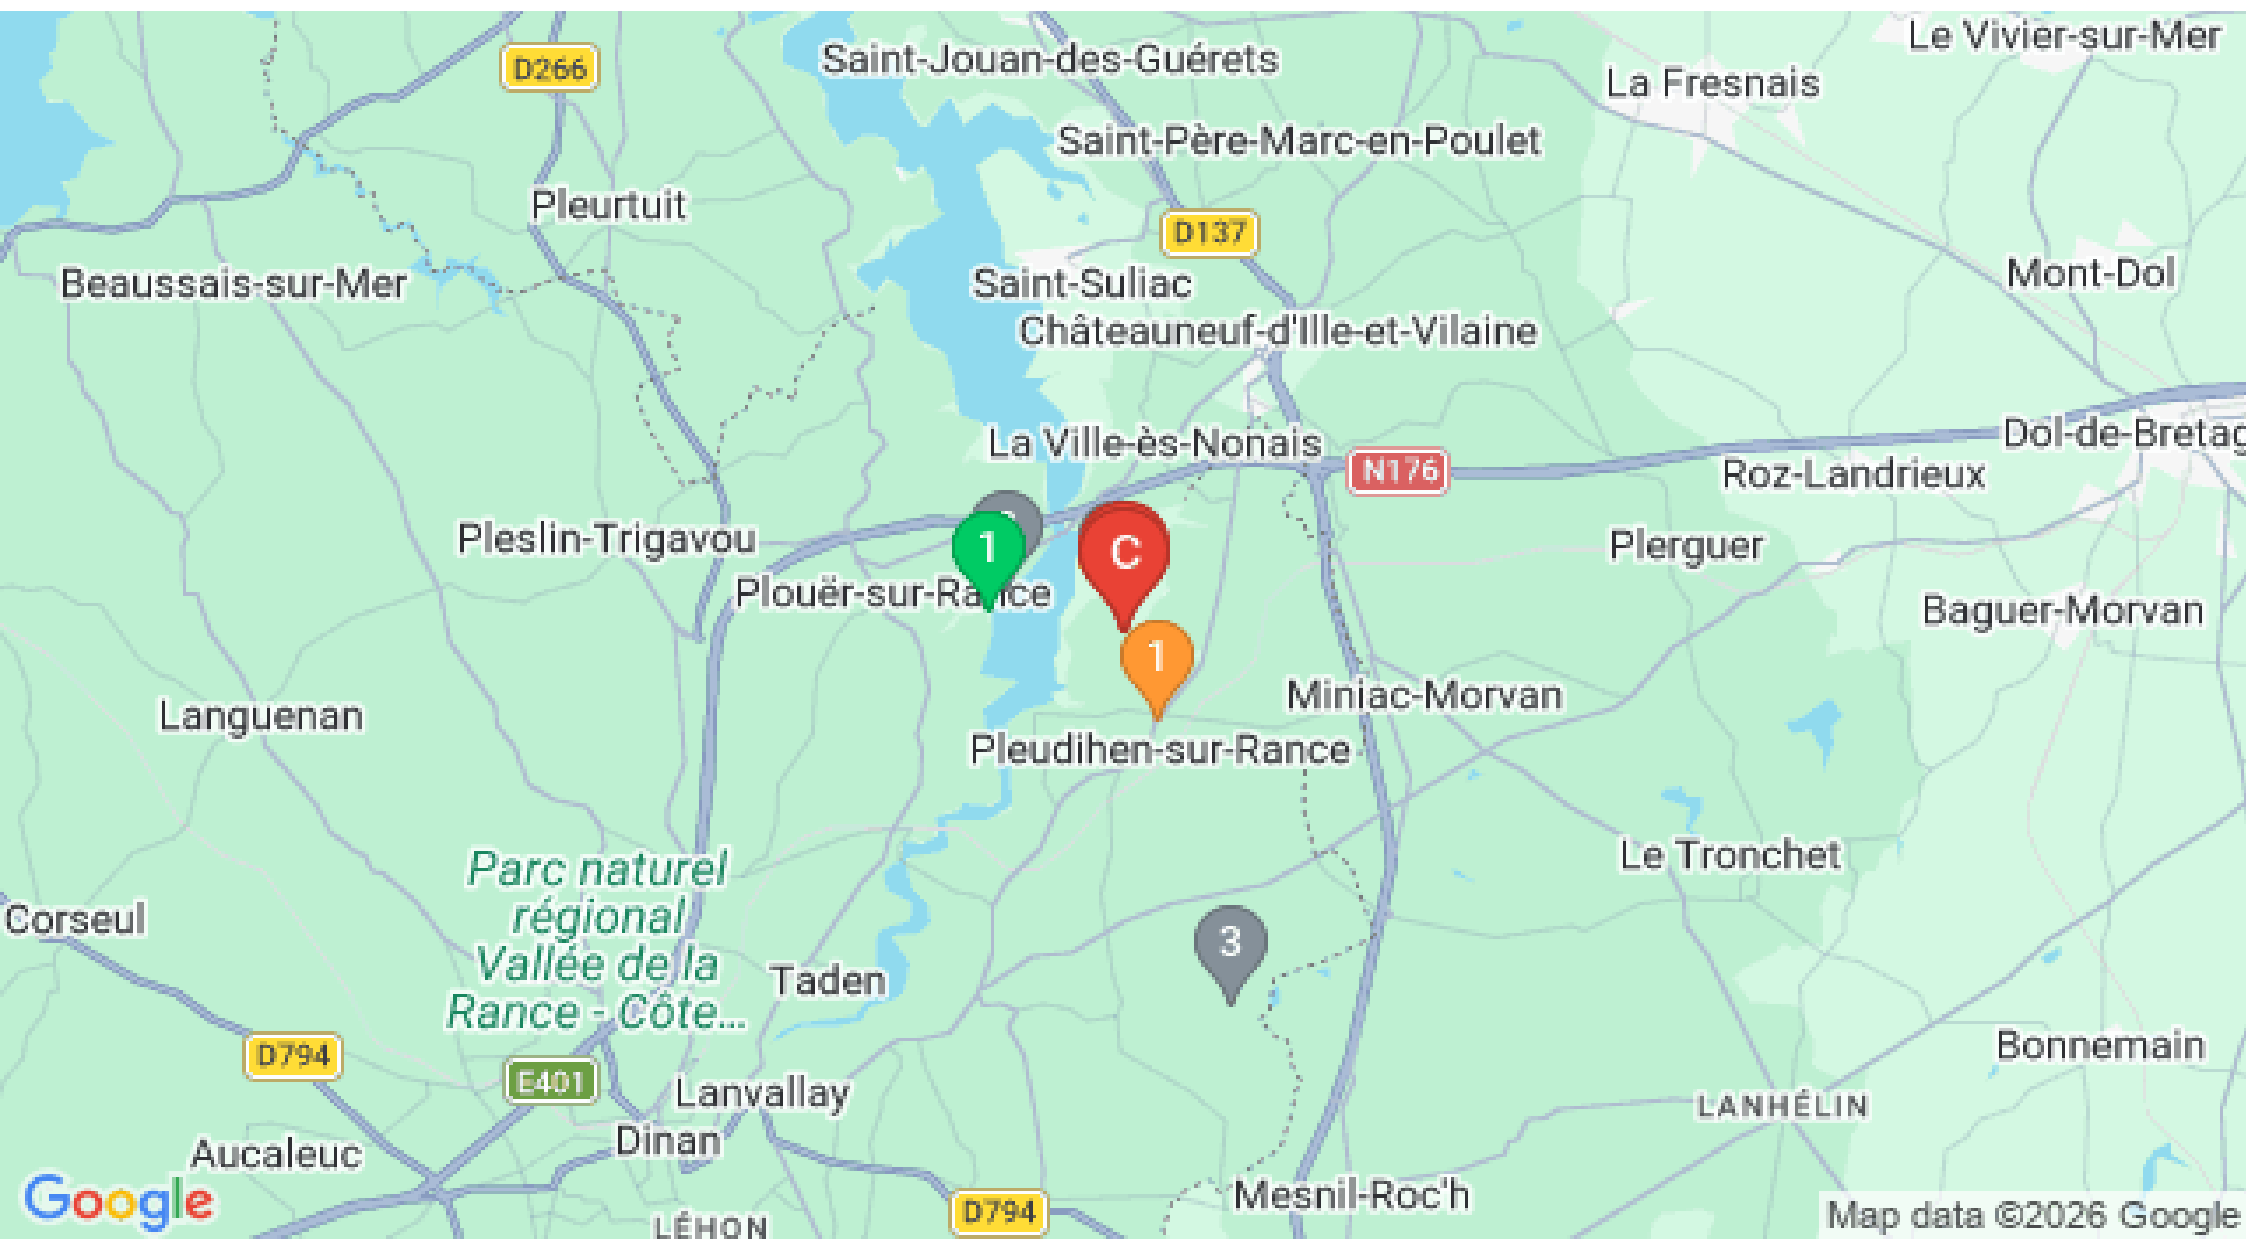 Le Vivier-sur-Mer
Saint-Jouan-des-Guérets
D266
La Fresnais
Saint-Père-Marc-en-Poulet
Pleurtuit
D137
Mont-Dol
Beaussais-sur-Mer
Saint-Suliac
Châteauneuf-d'Ille-et-Vilaine
Dol-de-Bretag
La Ville-ès-Nonais
N176
Roz-Landrieux
Pleslin-Trigavou
1
C
Plerguer
Plouër-sur-Rance
Baguer-Morvan
1
Miniac-Morvan
Languenan
Pleudihen-sur-Rance
Le Tronchet
Parc naturel
régional
Vallée de la
Rance - Côte...
Corseul
3
Taden
Bonnemain
D794
E401
Lanvallay
LANHÉLIN
Dinan
Aucaleuc
Mesnil-Roc'h
Google
D794
LÉHON
Map data ©2026 Google